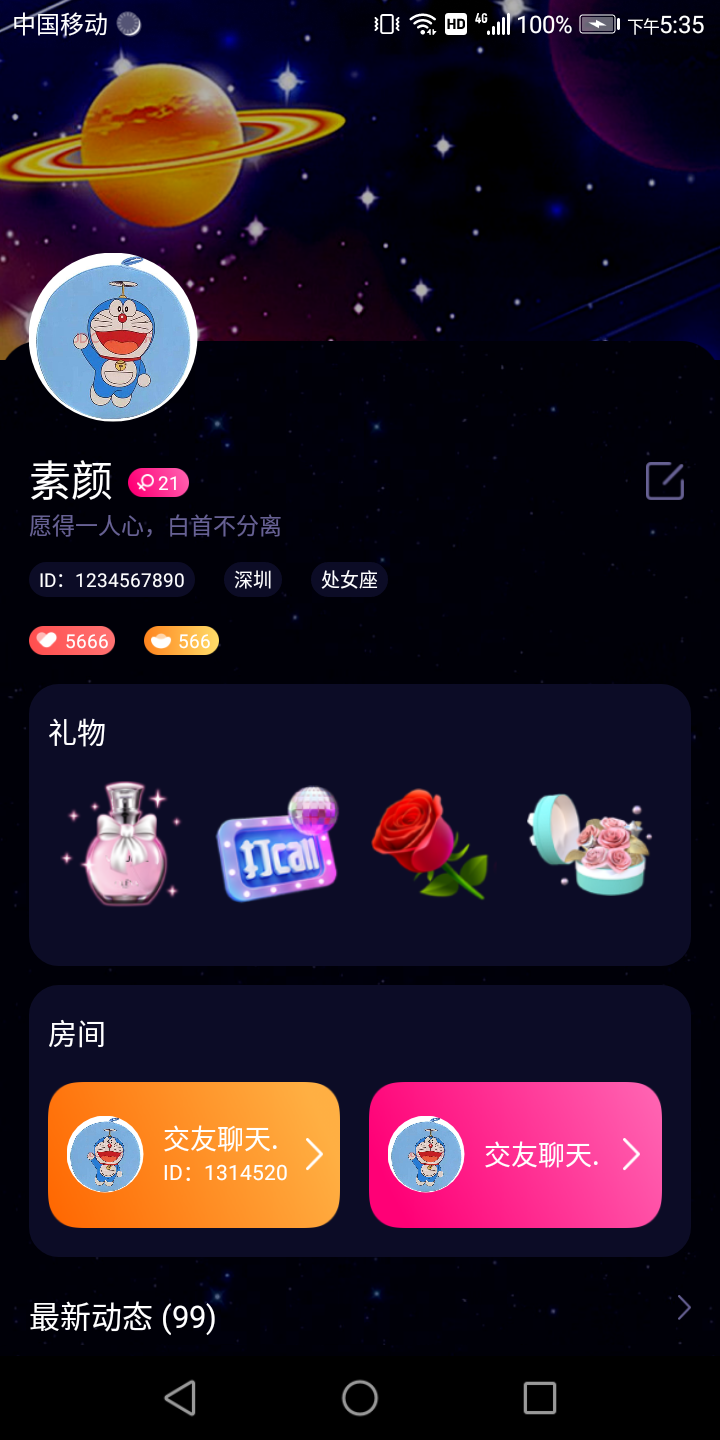 中国移动 HD 4G 100% 下午5:35
素颜 21
愿得一人心，白首不分离
ID：1234567890 深圳 处女座
5666 566
礼物
打call
房间
交友聊天. 交友聊天.
ID：1314520
最新动态 (99)